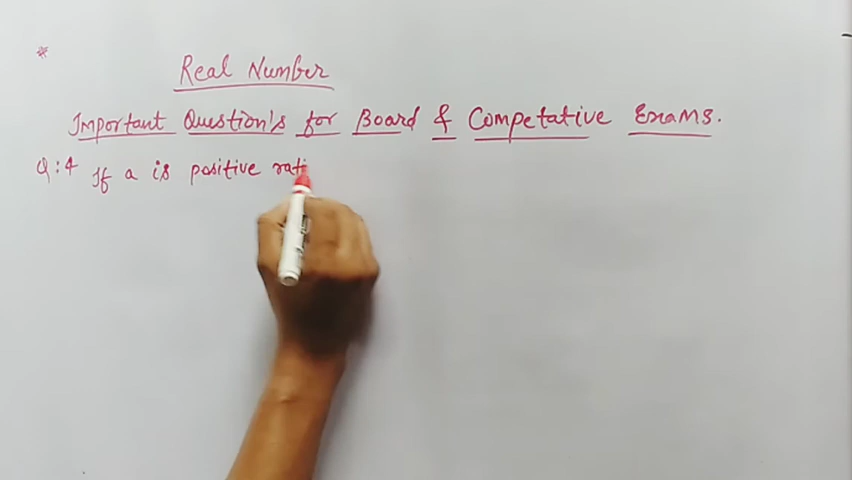 *
Real Number
Important Question's for Board & Competative Exams.
Q:4 If a is positive rati